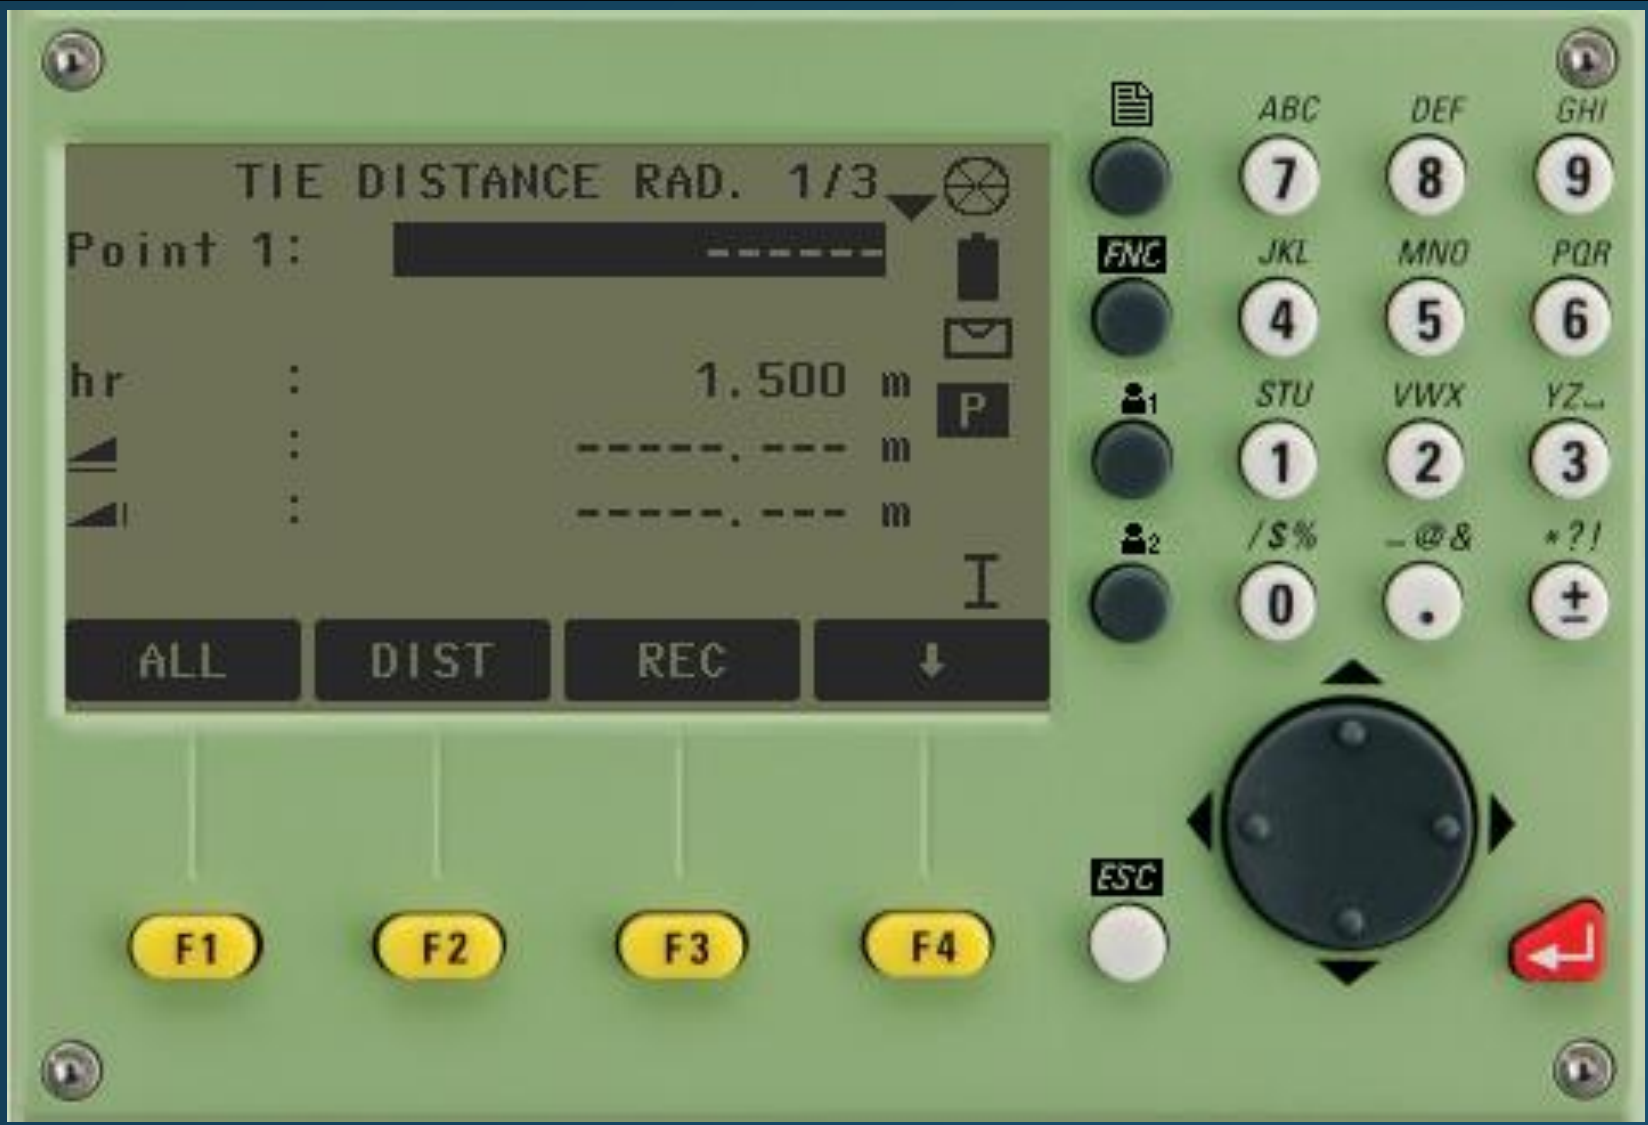 TIE DISTANCE RAD. 1/3
Point 1: ------
hr : 1.500 m
: -----.--- m
: -----.--- m
P
I
ALL DIST REC ↓
F1 F2 F3 F4
FNC
1
2
ESC
ABC DEF GHI
7 8 9
JKL MNO PQR
4 5 6
STU VWX YZ⎵
1 2 3
/$% _@& *?!
0 . ±